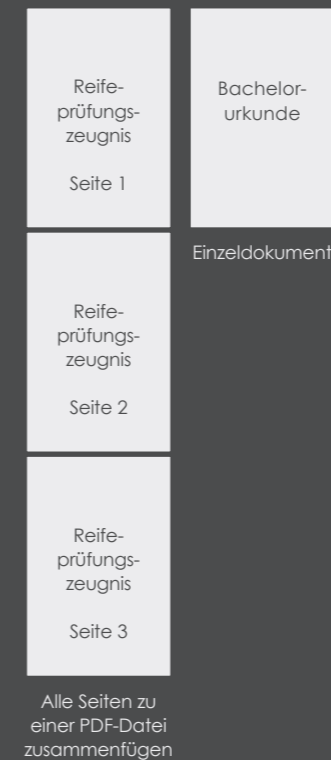 Reife-
prüfungs-
zeugnis
Seite 1
Reife-
prüfungs-
zeugnis
Seite 2
Reife-
prüfungs-
zeugnis
Seite 3
Alle Seiten zu
einer PDF-Datei
zusammenfügen
Bachelor-
urkunde
Einzeldokument